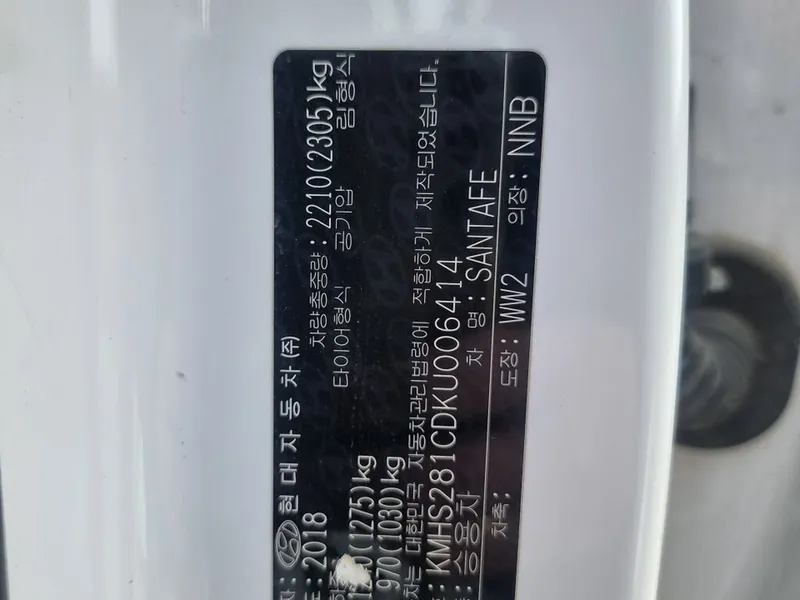 자: 현대자동차(주)
도: 2018 차량총중량: 2210(2305)kg
타이어형식 공기압 림형식
(1275)kg
970(1030)kg
차는 대한민국 자동차관리법령에 적합하게 제작되었습니다.
KMHS281CDKU006414
승용차 차 명: SANTAFE
차축: 도장: WW2 의장: NNB